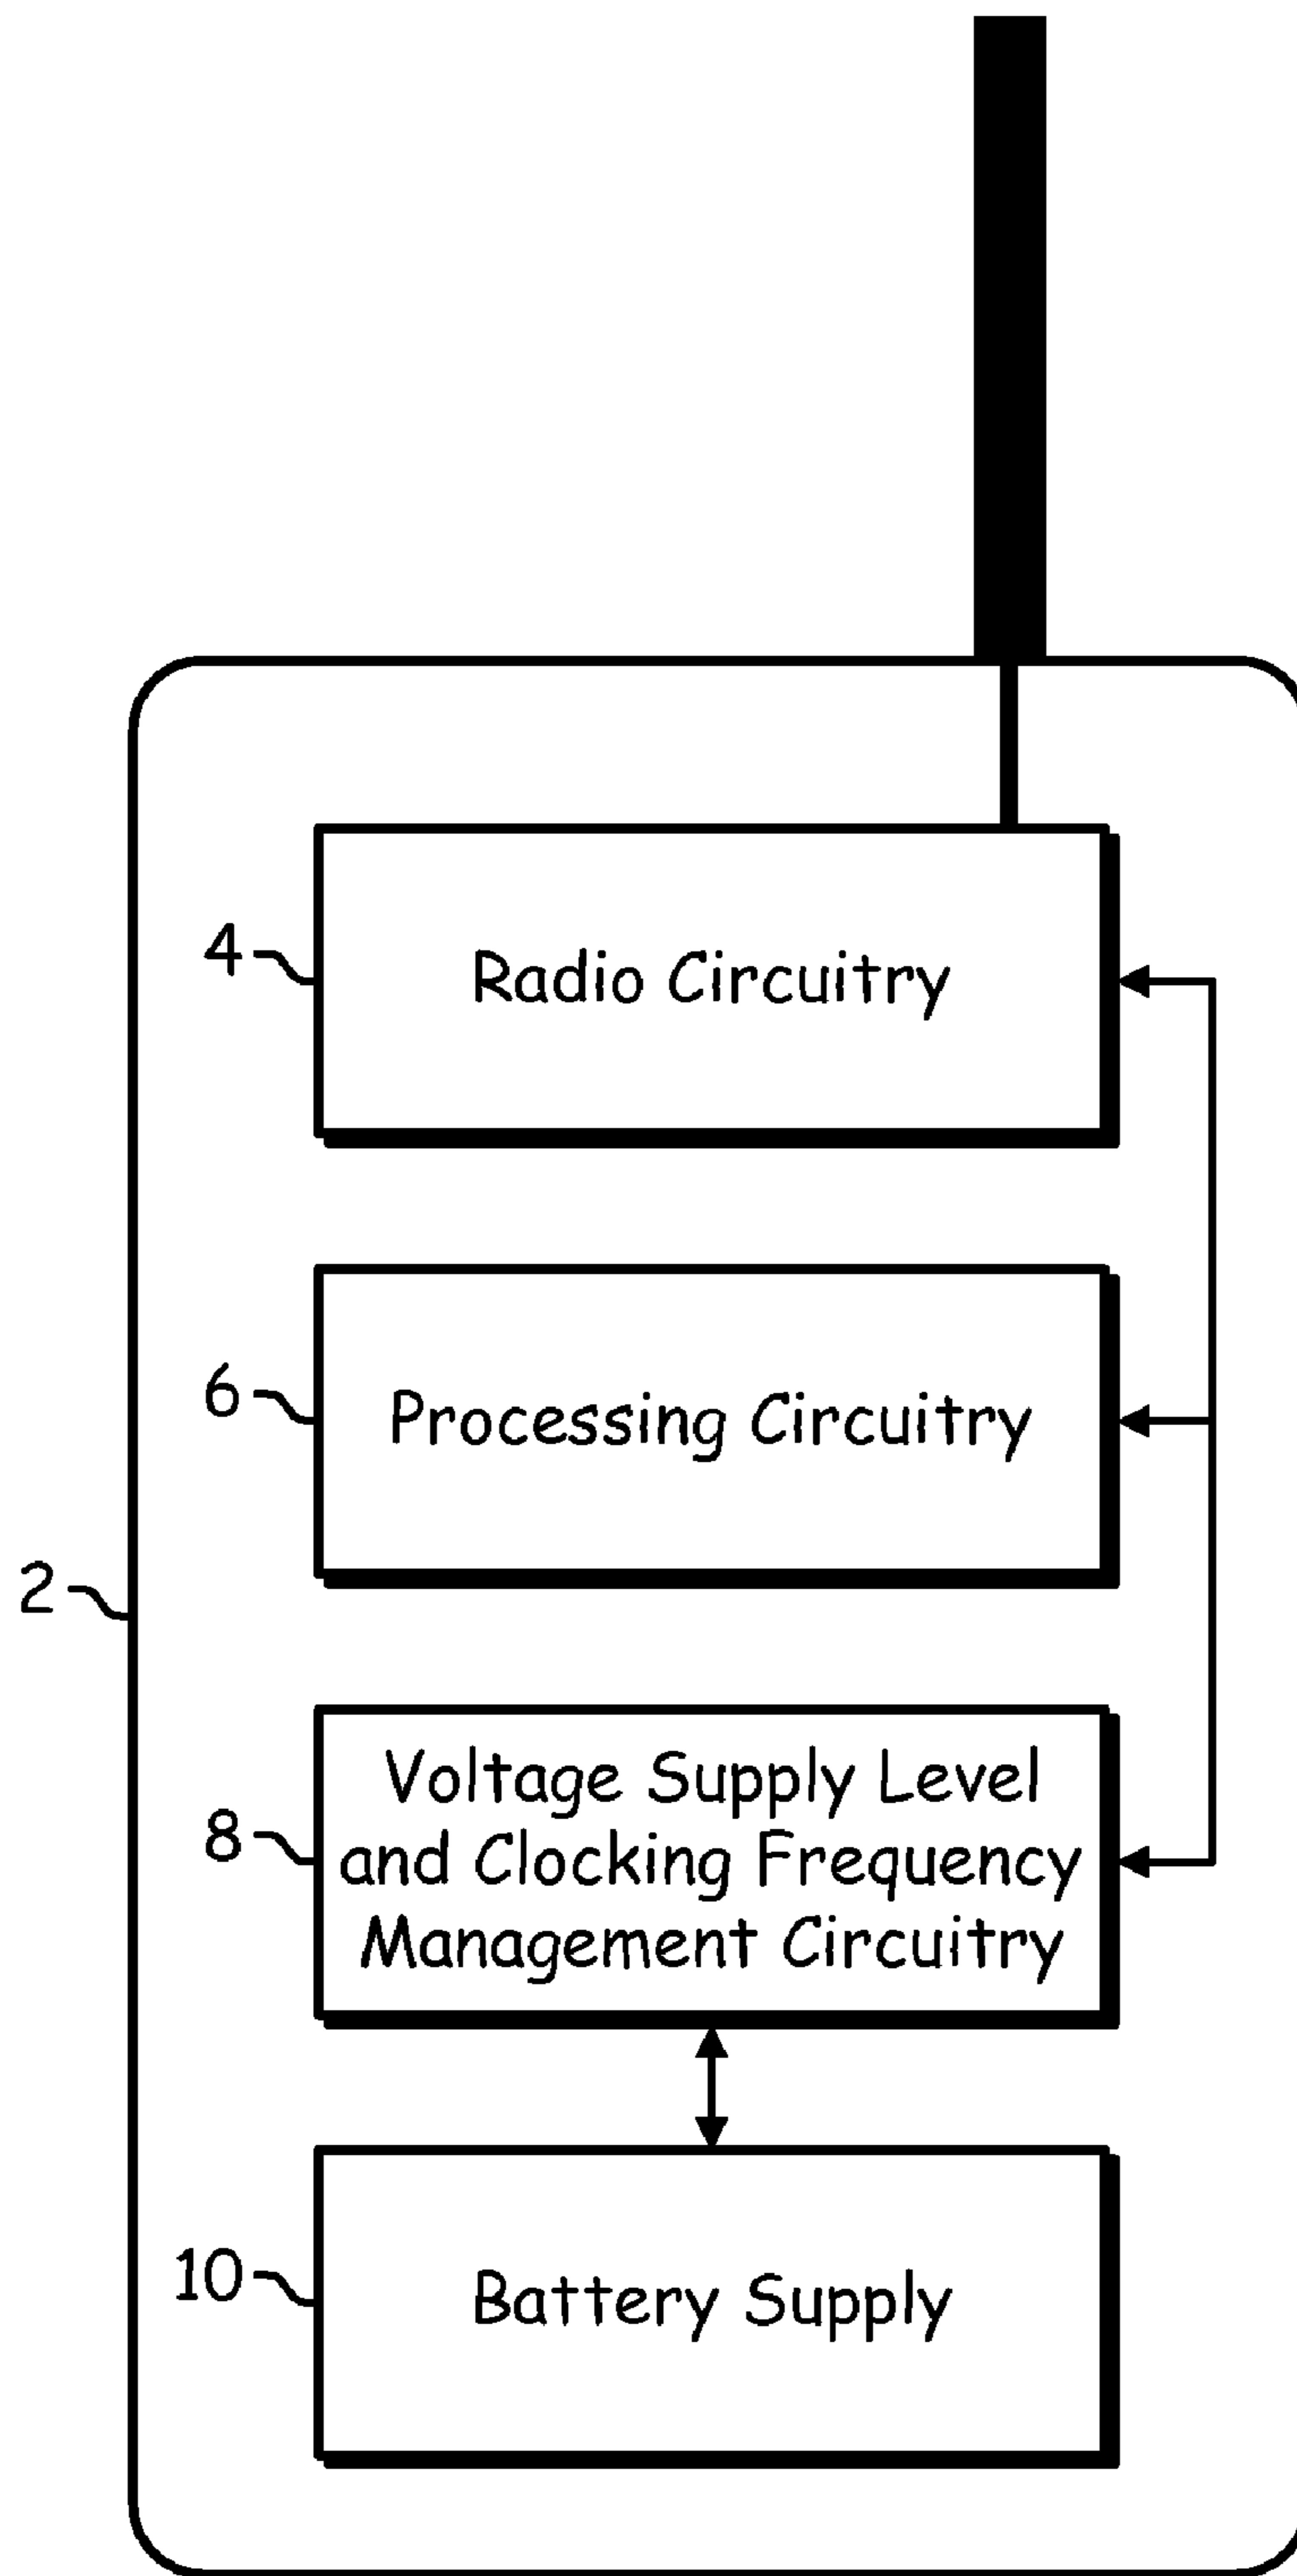 4
Radio Circuitry
6
Processing Circuitry
2
Voltage Supply Level
8
and Clocking Frequency
Management Circuitry
10
Battery Supply